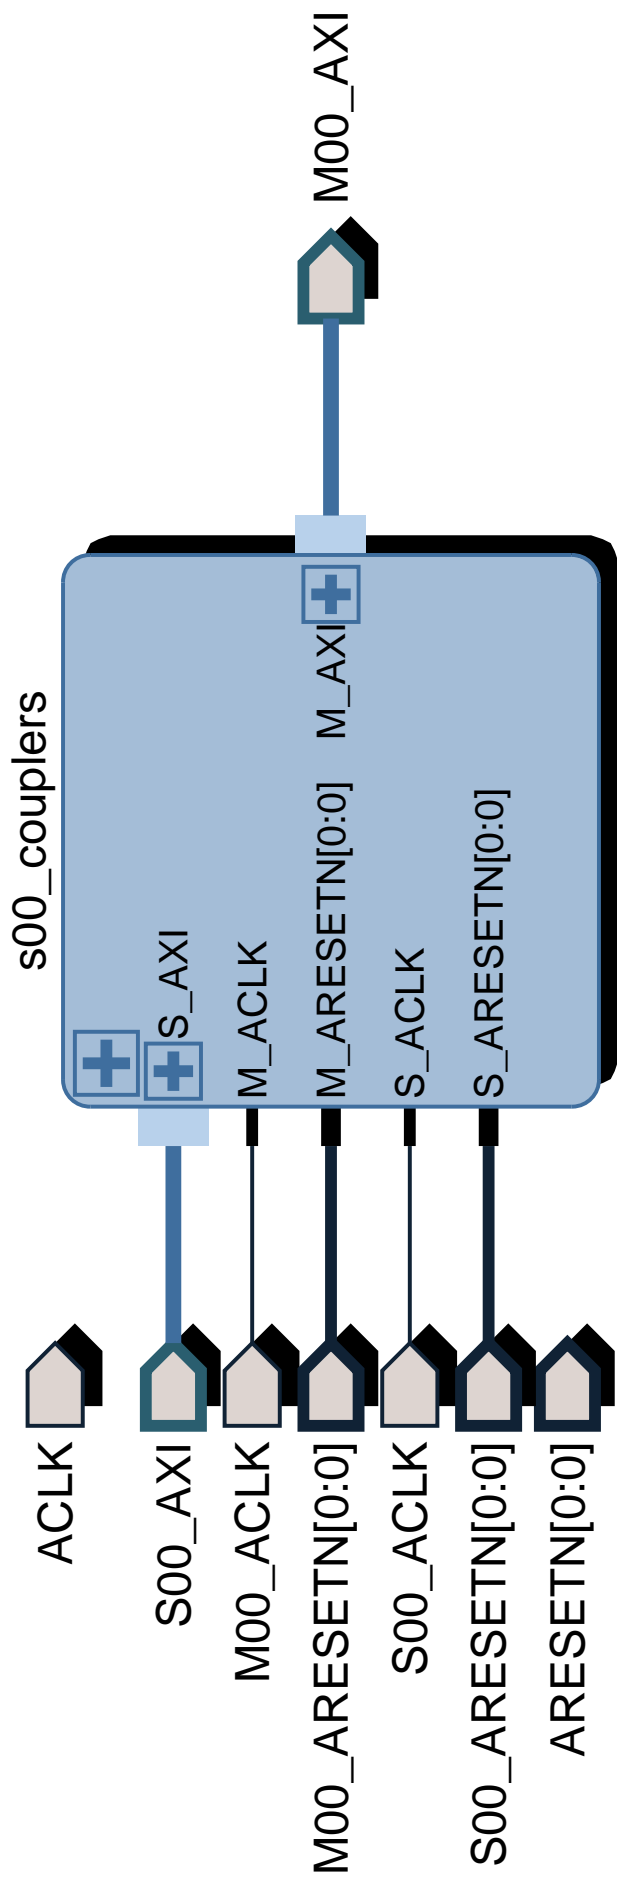 s00_couplers
ACLK
S00_AXI
S_AXI
M00_ACLK
M_ACLK
M00_ARESETN[0:0]
M_ARESETN[0:0]
M_AXI
M00_AXI
S00_ACLK
S_ACLK
S00_ARESETN[0:0]
S_ARESETN[0:0]
ARESETN[0:0]